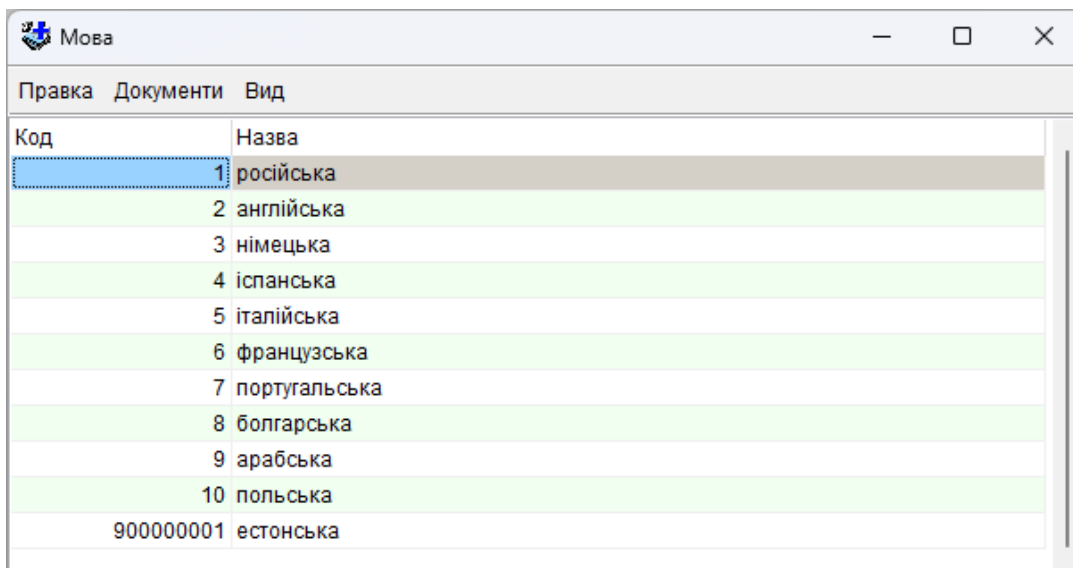 Мова
Правка Документи Вид
Код Назва
1 російська
2 англійська
3 німецька
4 іспанська
5 італійська
6 французська
7 португальська
8 болгарська
9 арабська
10 польська
900000001 естонська